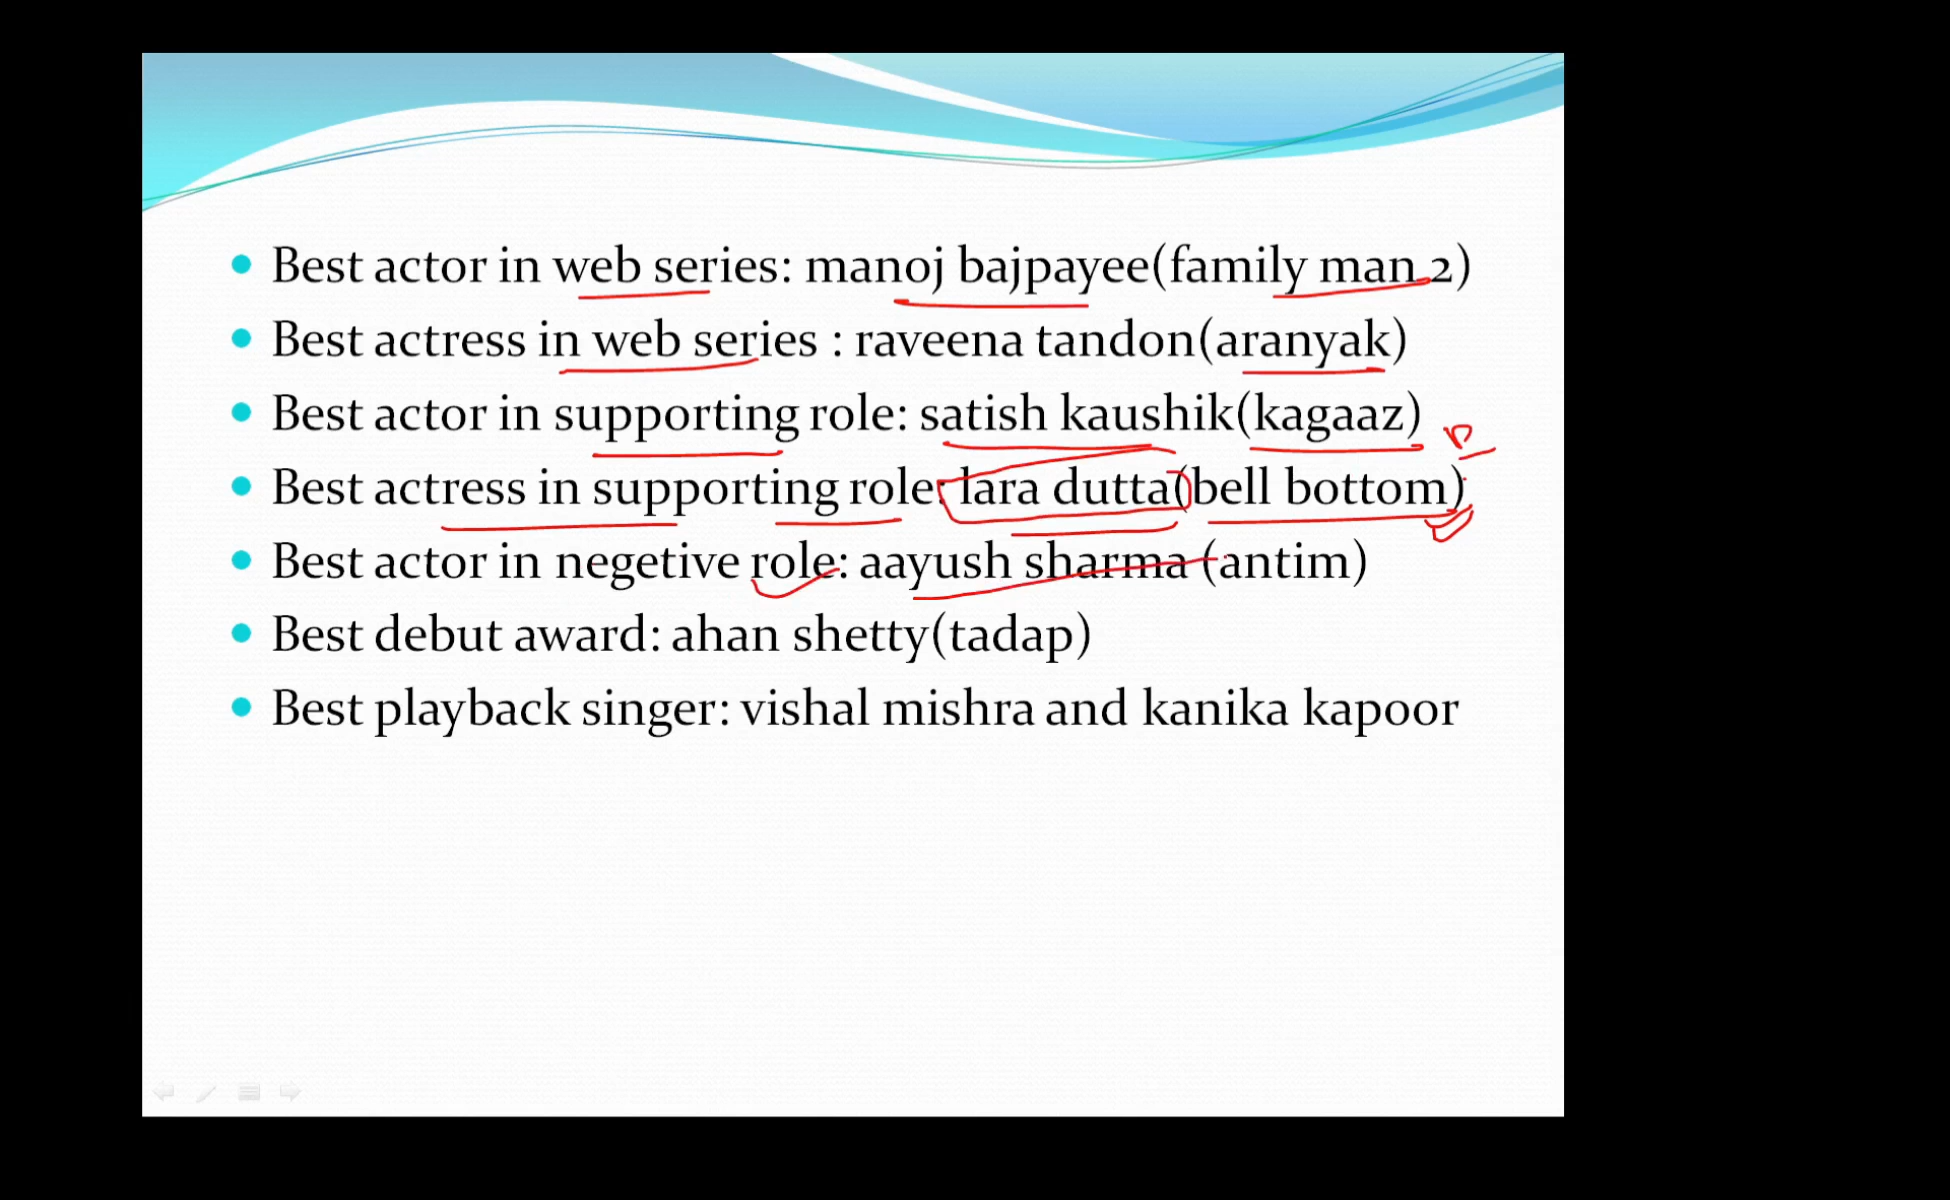 Best actor in web series: manoj bajpayee(family man 2)
Best actress in web series : raveena tandon(aranyak)
Best actor in supporting role: satish kaushik(kagaaz)
Best actress in supporting role: lara dutta(bell bottom)
Best actor in negetive role: aayush sharma (antim)
Best debut award: ahan shetty(tadap)
Best playback singer: vishal mishra and kanika kapoor